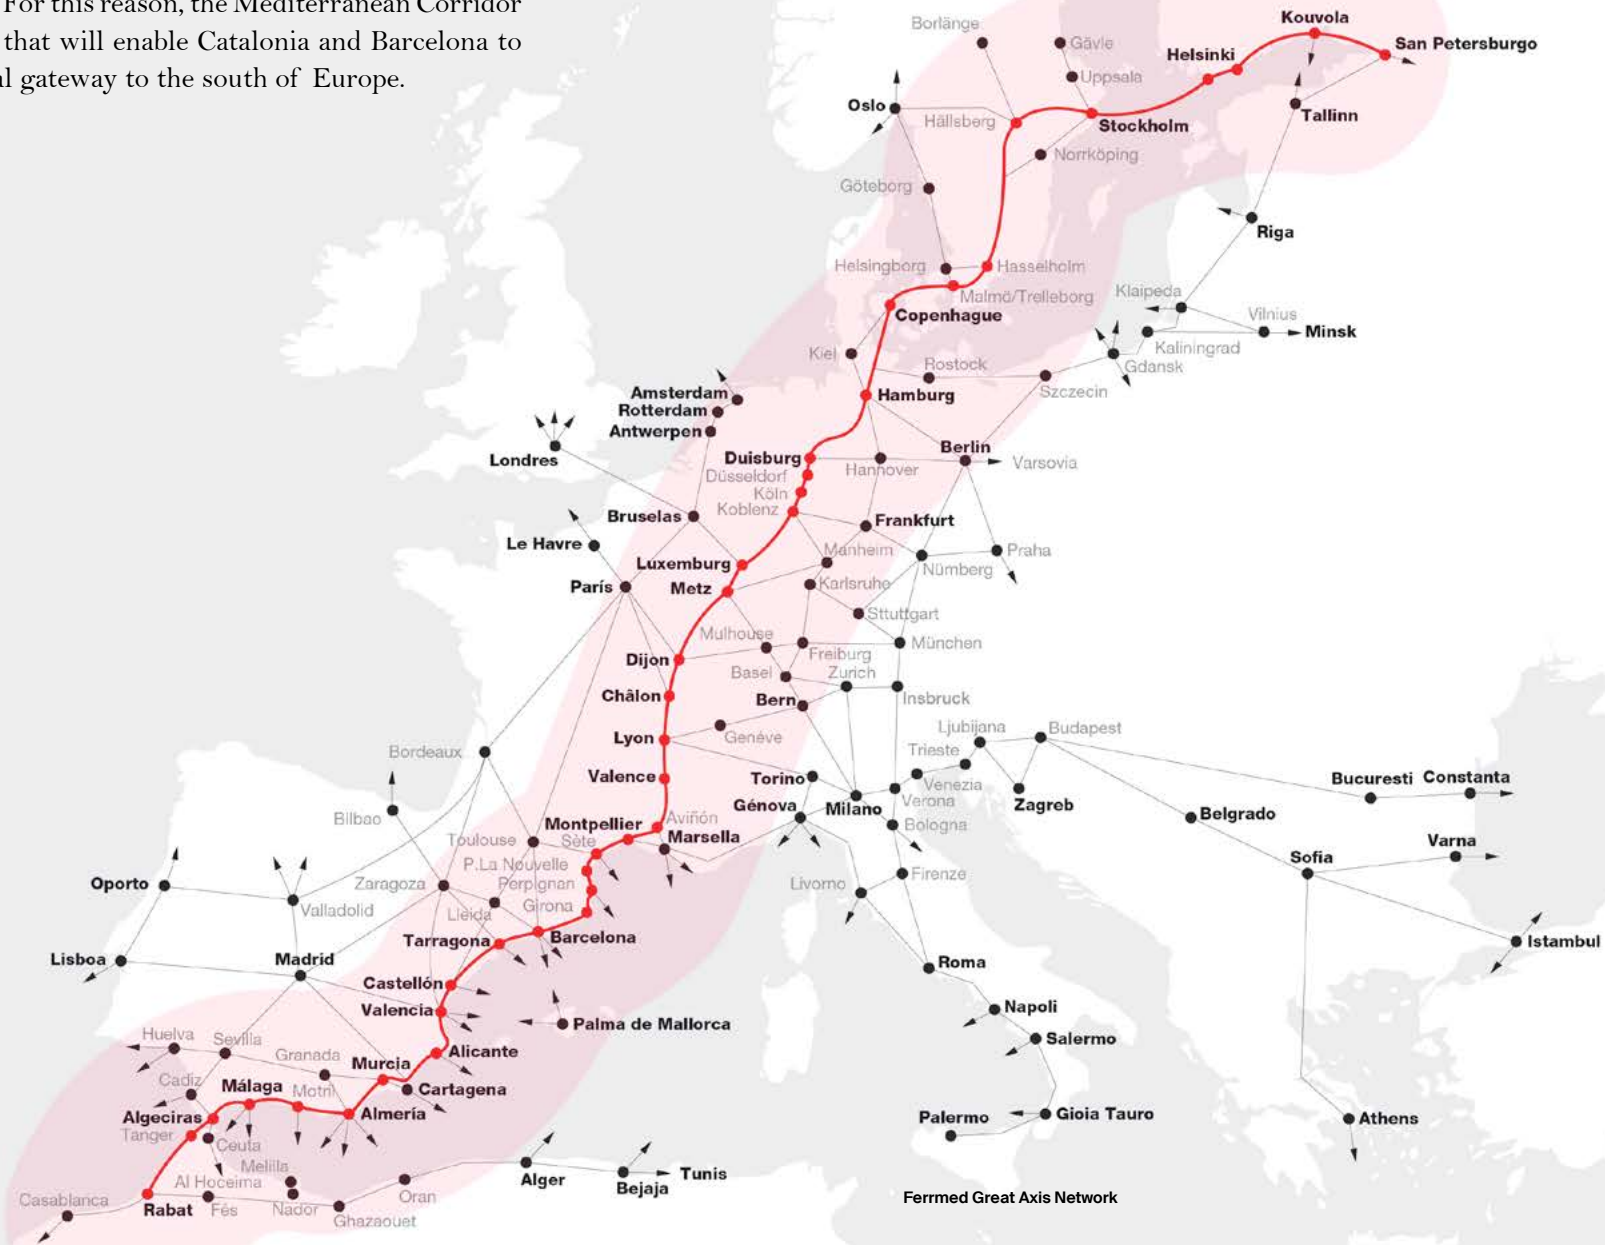 For this reason, the Mediterranean Corridor
that will enable Catalonia and Barcelona to
al gateway to the south of Europe.
Borlänge
Gävle
Uppsala
Kouvola
Helsinki
San Petersburgo
Oslo
Hällsberg
Stockholm
Tallinn
Norrköping
Göteborg
Riga
Helsingborg
Hasselholm
Malmö/Trelleborg
Klaipeda
Copenhague
Vilnius
Minsk
Kaliningrad
Kiel
Rostock
Gdansk
Szczecin
Amsterdam
Rotterdam
Antwerpen
Hamburg
Londres
Duisburg
Düsseldorf
Köln
Koblenz
Hannover
Berlin
Varsovia
Bruselas
Frankfurt
Le Havre
Luxemburg
Manheim
Nürnberg
Praha
París
Metz
Karlsruhe
Sttuttgart
Mulhouse
München
Dijon
Freiburg
Basel
Zurich
Châlon
Bern
Insbruck
Lyon
Genéve
Ljubijana
Budapest
Bordeaux
Trieste
Valence
Torino
Venezia
Bucuresti
Constanta
Génova
Milano
Verona
Zagreb
Bilbao
Montpellier
Aviñón
Bologna
Belgrado
Toulouse
Sète
Marsella
Varna
P.La Nouvelle
Sofia
Oporto
Zaragoza
Perpignan
Livorno
Firenze
Valladolid
Lleida
Girona
Tarragona
Barcelona
Istambul
Lisboa
Madrid
Roma
Castellón
Valencia
Palma de Mallorca
Napoli
Huelva
Sevilla
Alicante
Salermo
Granada
Murcia
Cadiz
Málaga
Motril
Cartagena
Algeciras
Almería
Palermo
Gioia Tauro
Athens
Tanger
Ceuta
Melilla
Al Hoceima
Alger
Bejaja
Tunis
Casablanca
Rabat
Fés
Nador
Oran
Ghazaouet
Ferrmed Great Axis Network